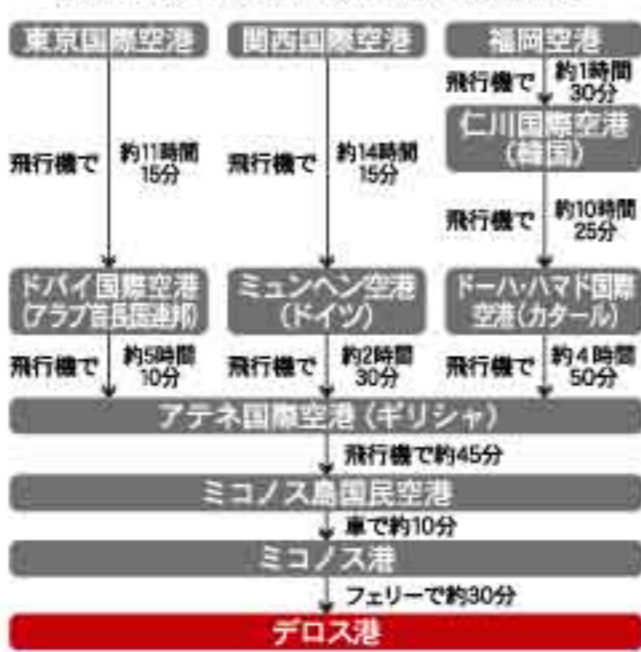 東京国際空港
関西国際空港
福岡空港
飛行機で
約1時間
30分
仁川国際空港
(韓国)
飛行機で
約11時間
15分
飛行機で
約14時間
15分
飛行機で
約10時間
25分
ドバイ国際空港
(アラブ首長国連邦)
ミュンヘン空港
(ドイツ)
ドーハ・ハマド国際
空港(カタール)
飛行機で
約5時間
10分
飛行機で
約2時間
30分
飛行機で
約4時間
50分
アテネ国際空港(ギリシャ)
飛行機で約45分
ミコノス島国民空港
車で約10分
ミコノス港
フェリーで約30分
デロス港